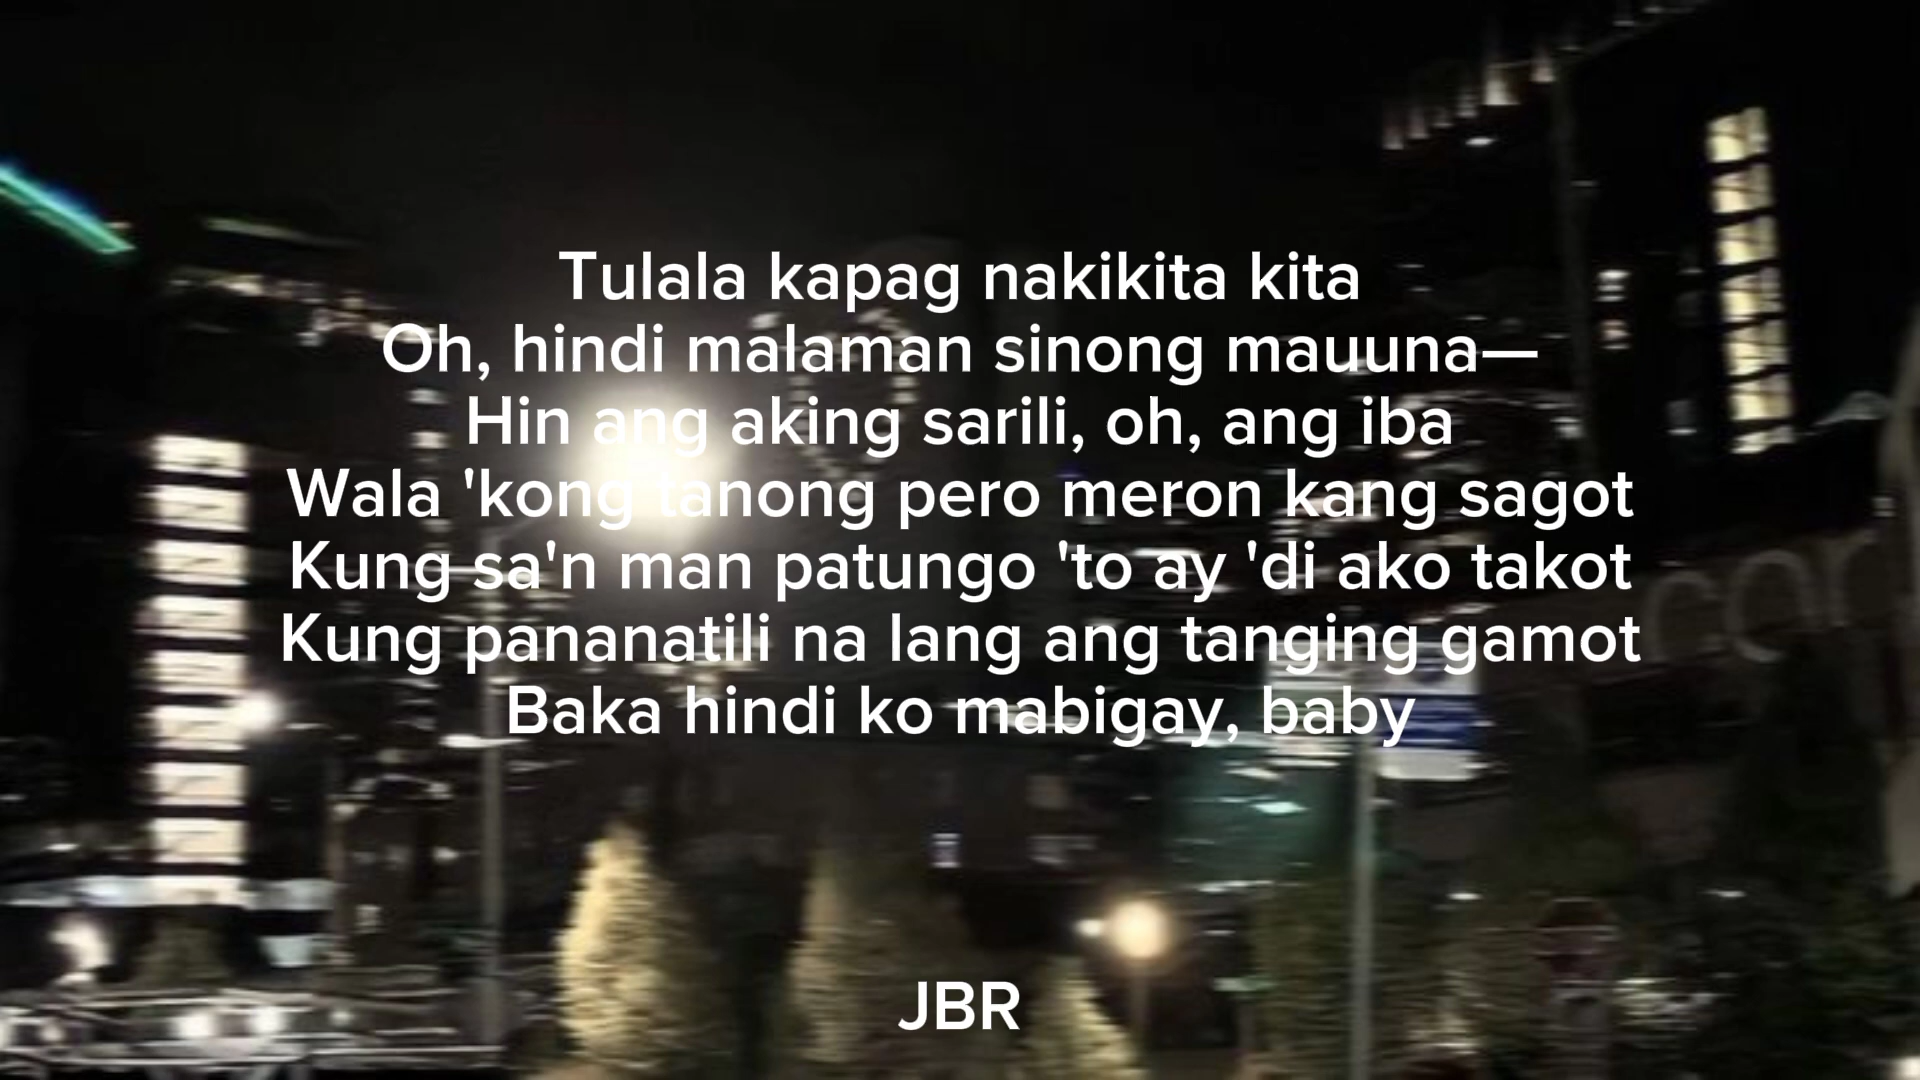 Tulala kapag nakikita kita
Oh, hindi malaman sinong mauuna—
Hin ang aking sarili, oh, ang iba
Wala 'kong tanong pero meron kang sagot
Kung sa'n man patungo 'to ay 'di ako takot
Kung pananatili na lang ang tanging gamot
Baka hindi ko mabigay, baby
JBR